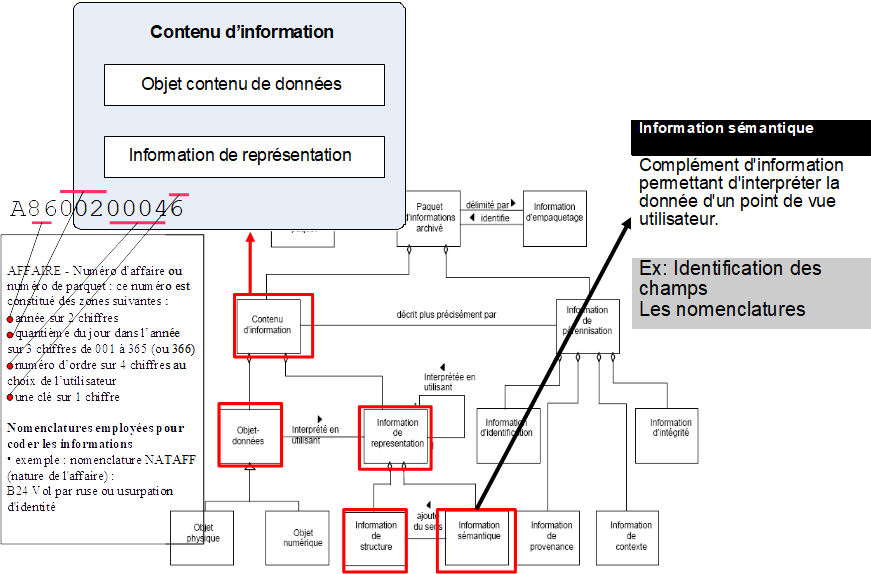 Contenu d'information
Objet contenu de données
Information de représentation
A8600200046
AFFAIRE - Numéro d'affaire ou
numéro de parquet : ce numéro est
constitué des zones suivantes :
année sur 2 chiffres
quantième du jour dans l'année
sur 3 chiffres de 001 à 365 (ou 366)
numéro d'ordre sur 4 chiffres au
choix de l'utilisateur
une clé sur 1 chiffre
Nomenclatures employées pour
coder les informations
• exemple : nomenclature NATAFF
(nature de l'affaire) :
B24 Vol par ruse ou usurpation
d'identité
Information sémantique
Complément d'information
permettant d'interpréter la
donnée d'un point de vue
utilisateur.
Ex: Identification des
champs
Les nomenclatures
Paquet
d'informations
archivé
délimité par
identifie
Information
d'empaquetage
Contenu
d'information
décrit plus précisément par
Information
de
pérennisation
Interprétée en
utilisant
Objet-
données
Interprété en
utilisant
Information
de
representation
Information
d'identification
Information
d'intégrité
Objet
physique
Objet
numérique
Information
de
structure
ajoute
du sens
Information
sémantique
Information
de
provenance
Information
de
contexte